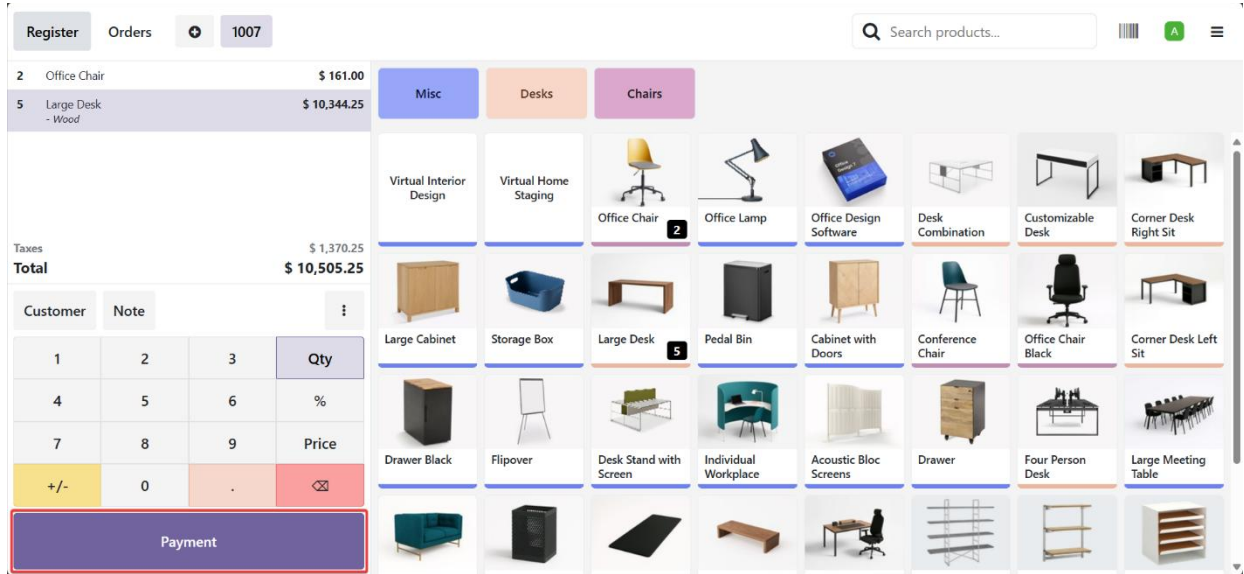 Register Orders 1007 Search products... A
2 Office Chair $ 161.00
5 Large Desk $ 10,344.25
- Wood
Taxes $ 1,370.25
Total $ 10,505.25
Customer Note
1 2 3 Qty
4 5 6 %
7 8 9 Price
+/- 0 .
Payment
Misc Desks Chairs
Virtual Interior Design
Virtual Home Staging
Office Chair 2
Office Lamp
Office Design Software
Desk Combination
Customizable Desk
Corner Desk Right Sit
Large Cabinet
Storage Box
Large Desk 5
Pedal Bin
Cabinet with Doors
Conference Chair
Office Chair Black
Corner Desk Left Sit
Drawer Black
Flipover
Desk Stand with Screen
Individual Workplace
Acoustic Bloc Screens
Drawer
Four Person Desk
Large Meeting Table